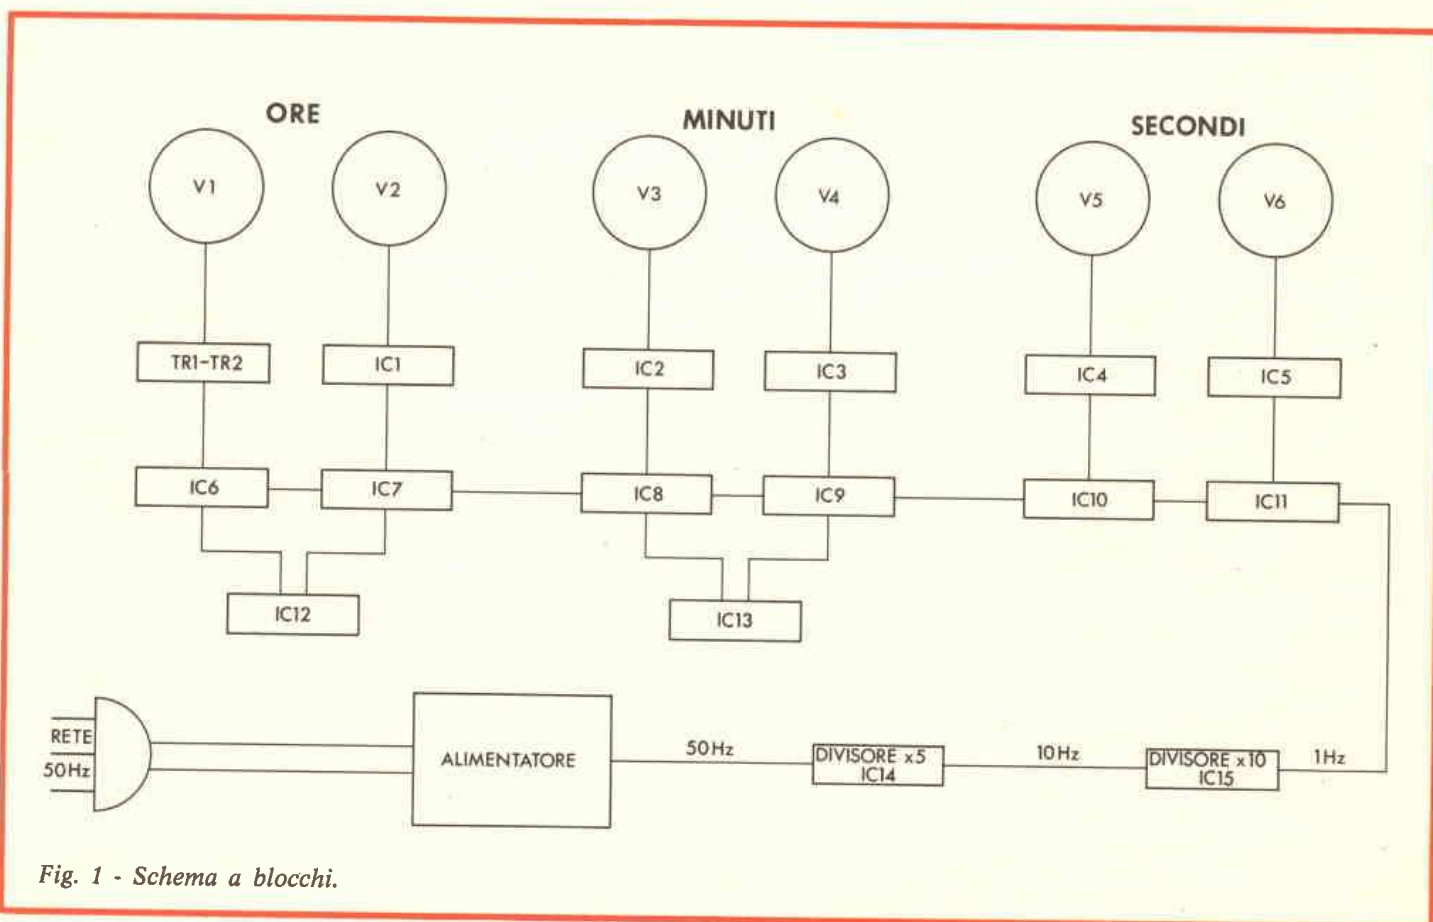 ORE
MINUTI
SECONDI
V1
V2
V3
V4
V5
V6
TR1-TR2
IC1
IC2
IC3
IC4
IC5
IC6
IC7
IC8
IC9
IC10
IC11
IC12
IC13
RETE
50Hz
ALIMENTATORE
50Hz
DIVISORE x5
IC14
10Hz
DIVISORE x10
IC15
1Hz
Fig. 1 - Schema a blocchi.